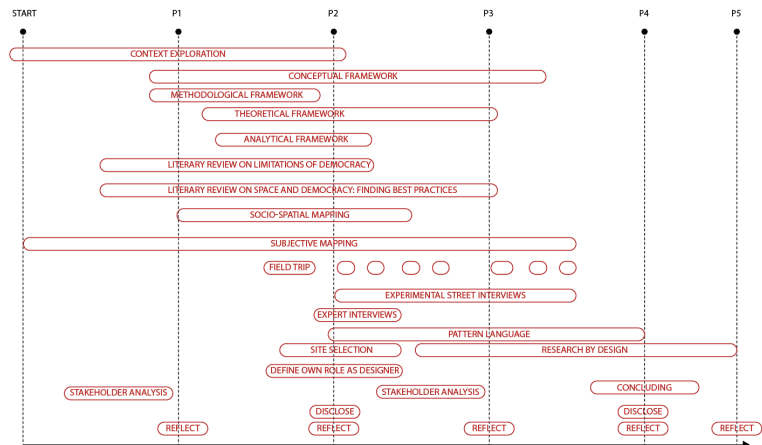 START P1 P2 P3 P4 P5
CONTEXT EXPLORATION
CONCEPTUAL FRAMEWORK
METHODOLOGICAL FRAMEWORK
THEORETICAL FRAMEWORK
ANALYTICAL FRAMEWORK
LITERARY REVIEW ON LIMITATIONS OF DEMOCRACY
LITERARY REVIEW ON SPACE AND DEMOCRACY: FINDING BEST PRACTICES
SOCIO-SPATIAL MAPPING
SUBJECTIVE MAPPING
FIELD TRIP
EXPERIMENTAL STREET INTERVIEWS
EXPERT INTERVIEWS
PATTERN LANGUAGE
SITE SELECTION RESEARCH BY DESIGN
DEFINE OWN ROLE AS DESIGNER
STAKEHOLDER ANALYSIS STAKEHOLDER ANALYSIS CONCLUDING
DISCLOSE DISCLOSE
REFLECT REFLECT REFLECT REFLECT REFLECT